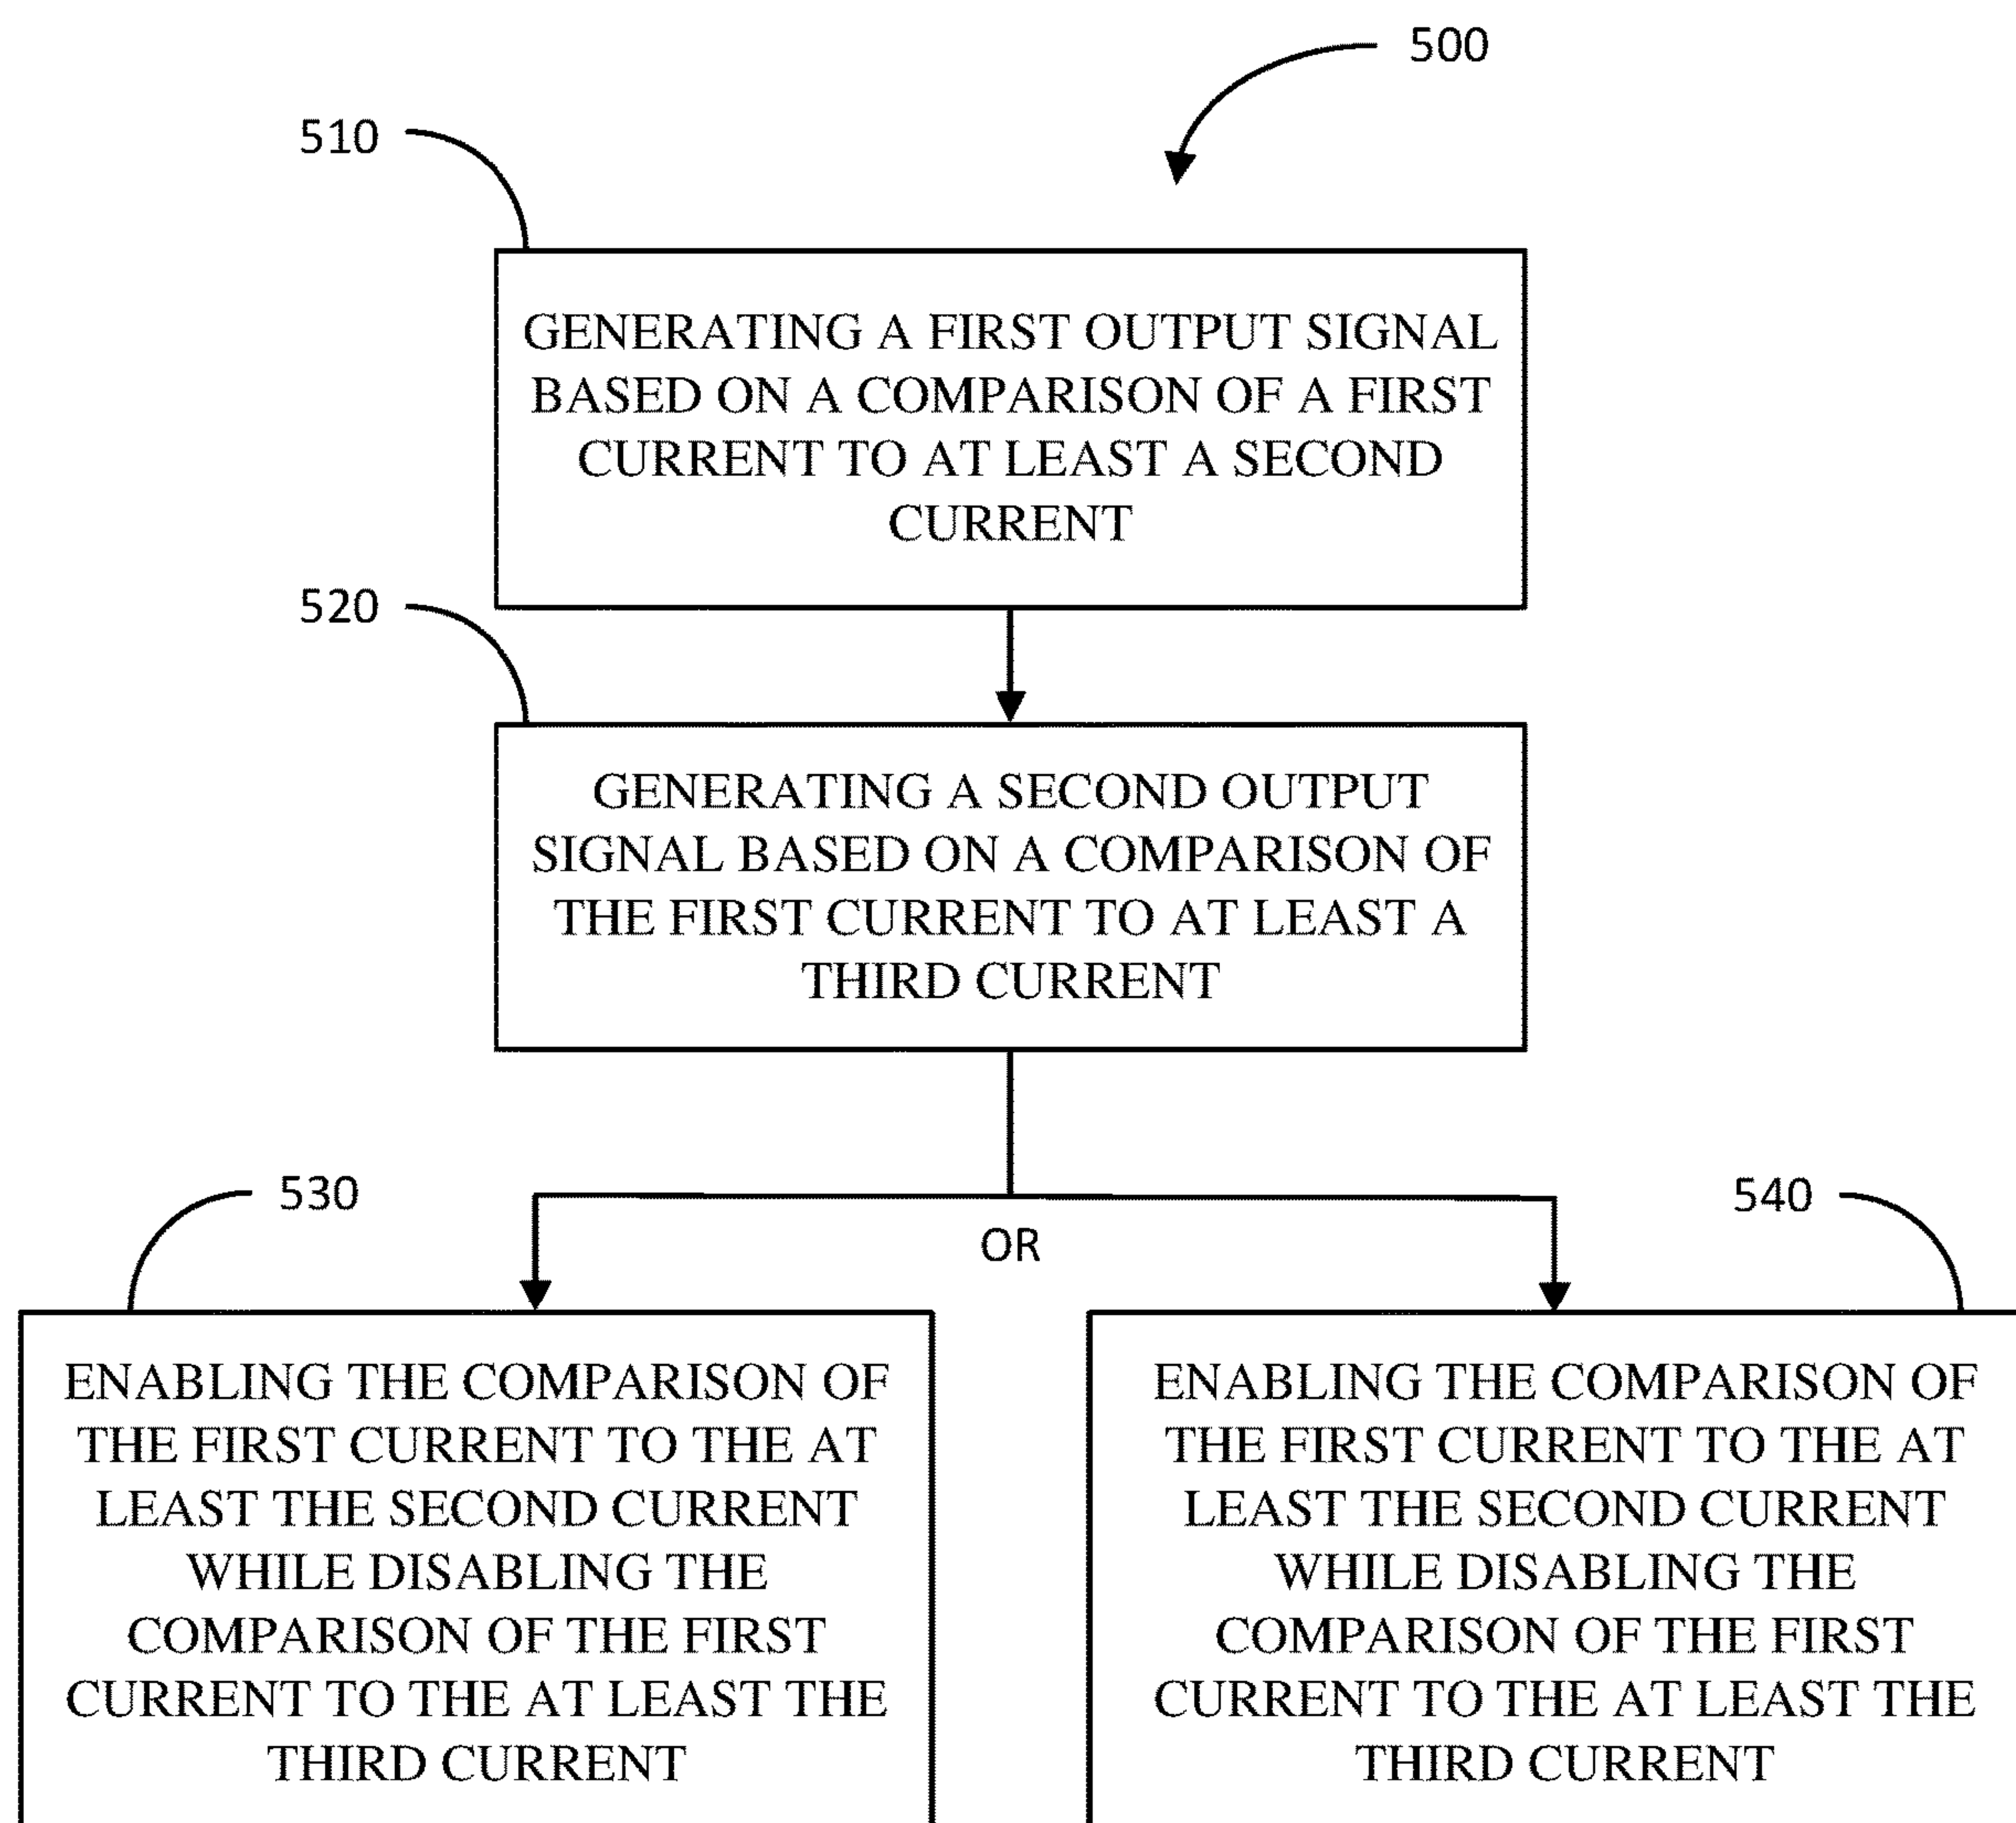 500
510
GENERATING A FIRST OUTPUT SIGNAL
BASED ON A COMPARISON OF A FIRST
CURRENT TO AT LEAST A SECOND
CURRENT
520
GENERATING A SECOND OUTPUT
SIGNAL BASED ON A COMPARISON OF
THE FIRST CURRENT TO AT LEAST A
THIRD CURRENT
530
540
OR
ENABLING THE COMPARISON OF
THE FIRST CURRENT TO THE AT
LEAST THE SECOND CURRENT
WHILE DISABLING THE
COMPARISON OF THE FIRST
CURRENT TO THE AT LEAST THE
THIRD CURRENT
ENABLING THE COMPARISON OF
THE FIRST CURRENT TO THE AT
LEAST THE SECOND CURRENT
WHILE DISABLING THE
COMPARISON OF THE FIRST
CURRENT TO THE AT LEAST THE
THIRD CURRENT